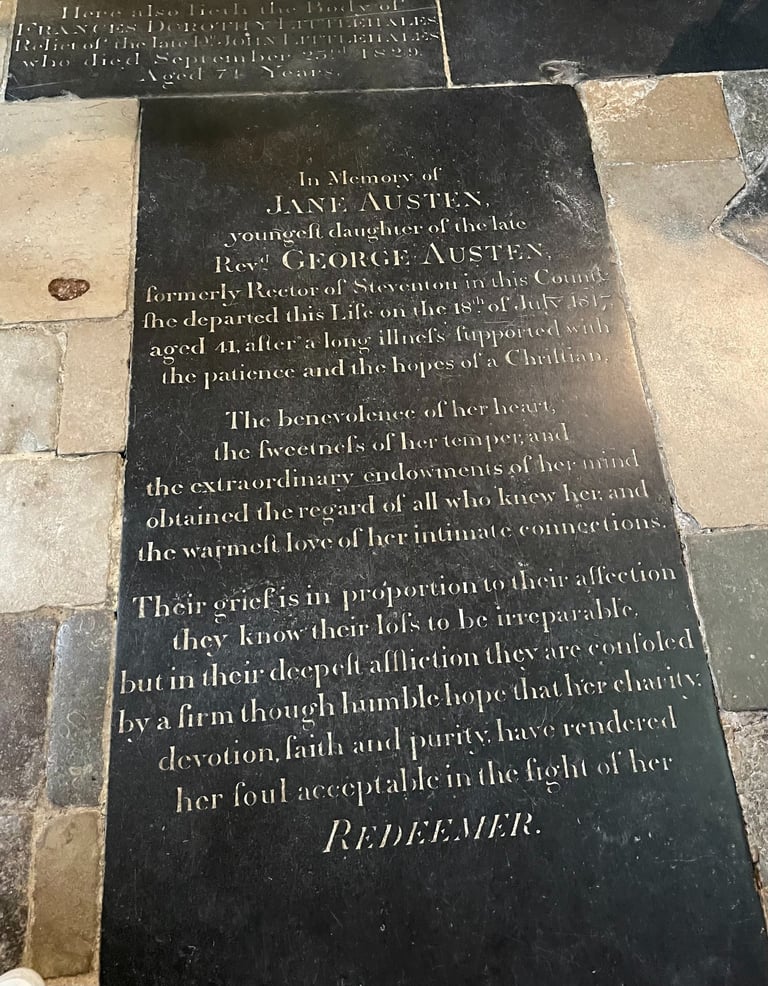 Here also lieth the Body of
FRANCES DOROTHY LITTLEHALES
Relict of the late Dr. JOHN LITTLEHALES
who died September 25rd 1829
Aged 74 Years.
In Memory of
JANE AUSTEN,
youngeſt daughter of the late
Revd. GEORGE AUSTEN,
formerly Rector of Steventon in this County
ſhe departed this Life on the 18th of July 1817,
aged 41, after a long illneſs ſupported with
the patience and the hopes of a Chriſtian.
The benevolence of her heart,
the ſweetneſs of her temper, and
the extraordinary endowments of her mind
obtained the regard of all who knew her, and
the warmeſt love of her intimate connections.
Their grief is in proportion to their affection
they know their loſs to be irreparable,
but in their deepeſt affliction they are conſoled
by a firm though humble hope that her charity,
devotion, faith and purity, have rendered
her ſoul acceptable in the ſight of her
REDEEMER.